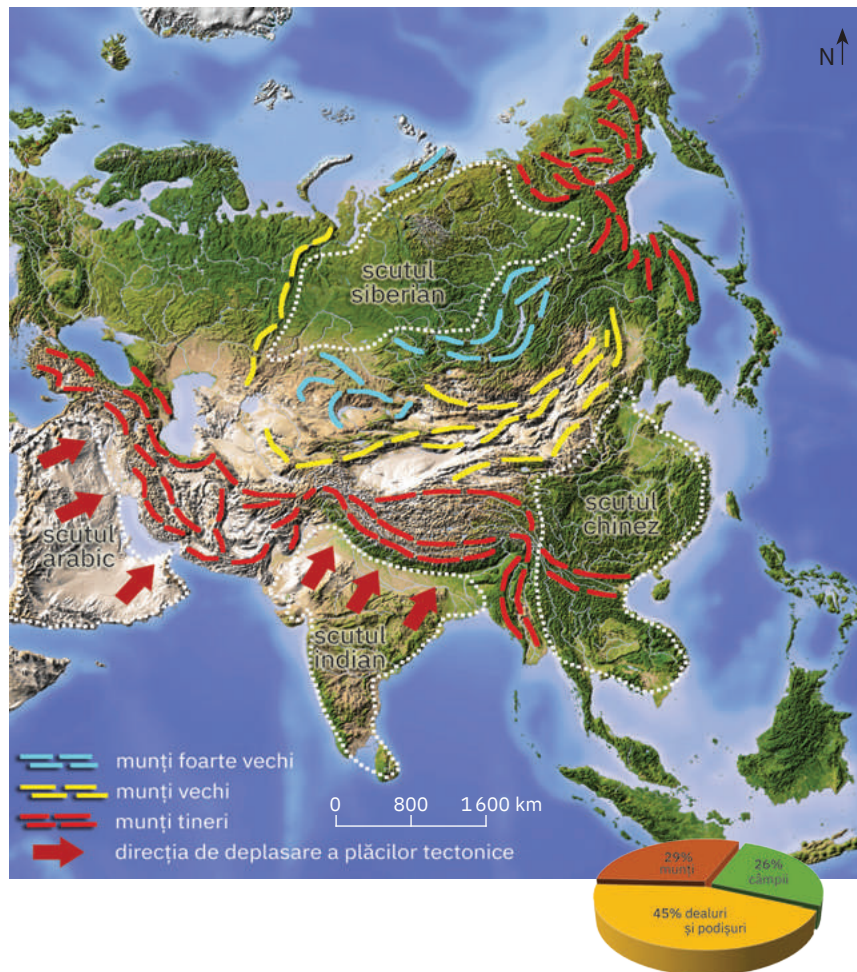 N
scutul
siberian
scutul
chinez
scutul
arabic
scutul
indian
munți foarte vechi
munți vechi
munți tineri
direcția de deplasare a plăcilor tectonice
0 800 1 600 km
29%
munți
26%
câmpii
45% dealuri
și podișuri